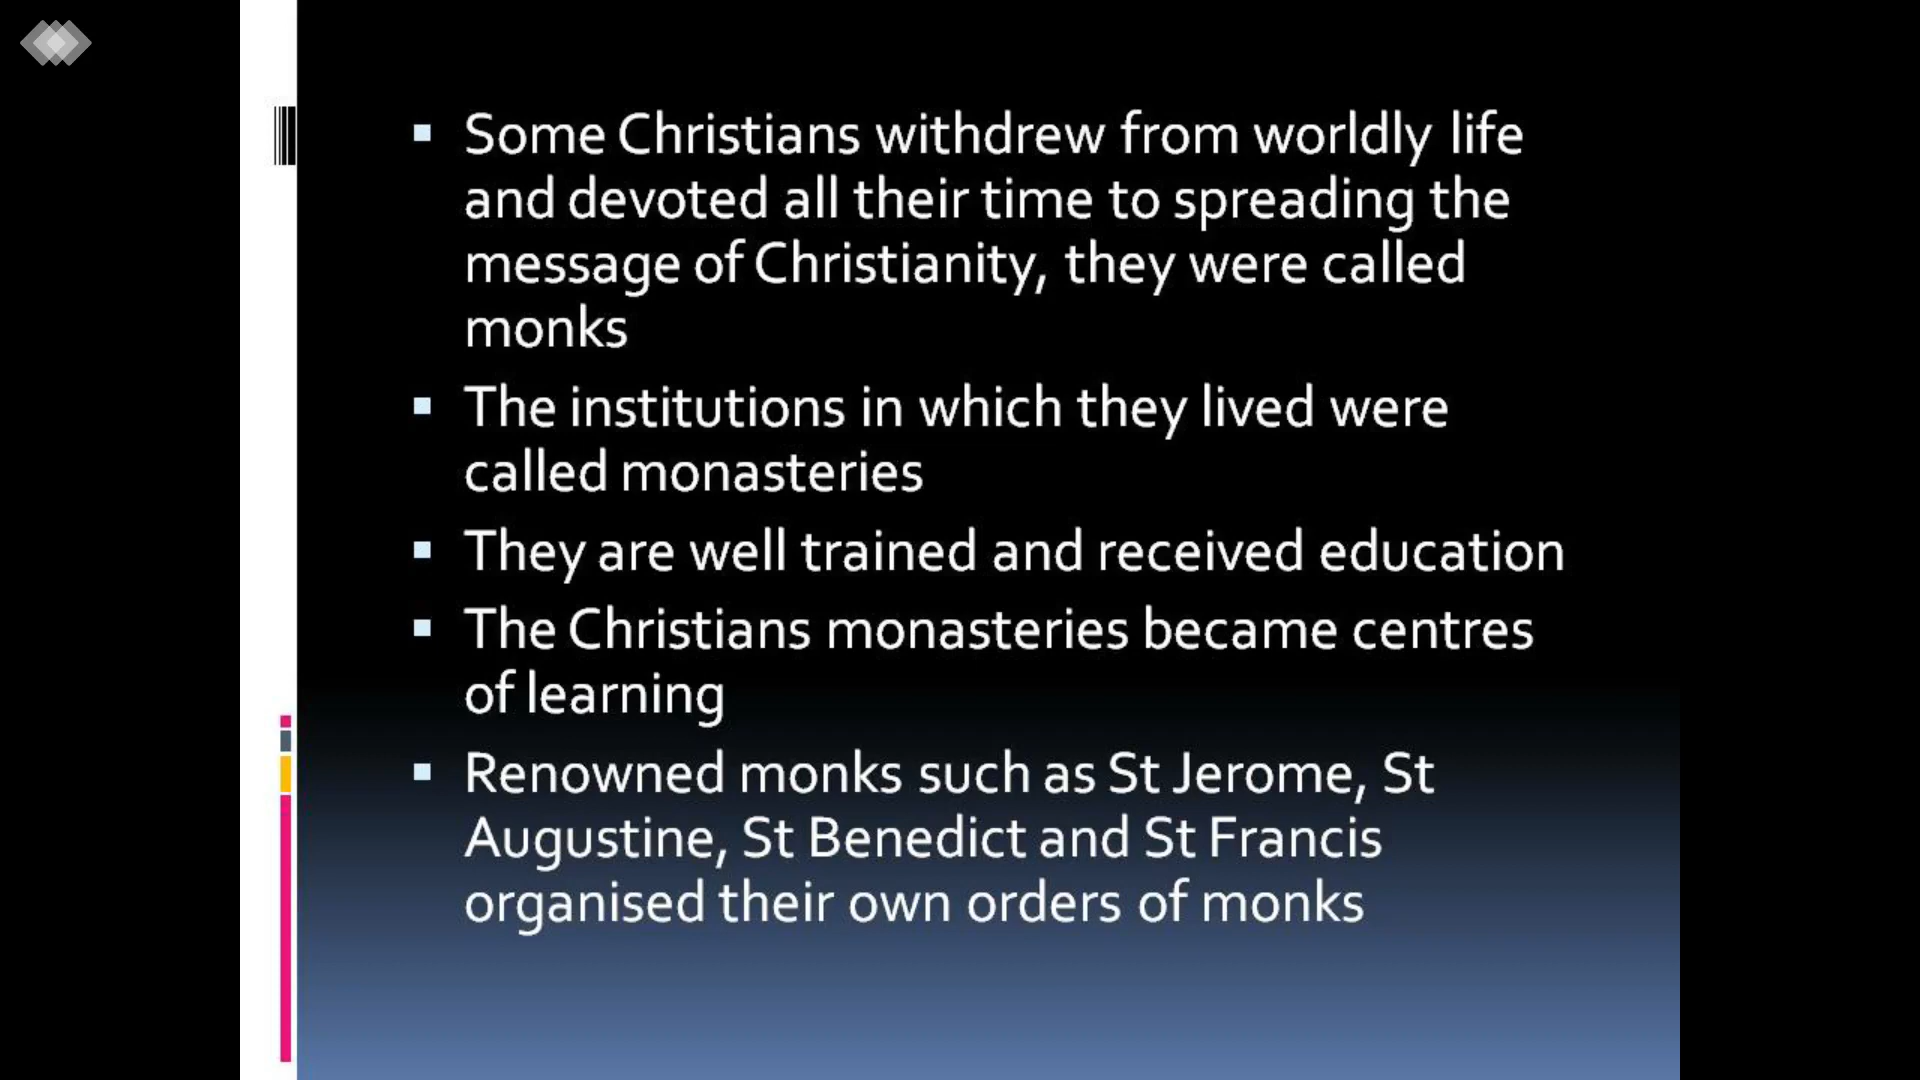 Some Christians withdrew from worldly life
and devoted all their time to spreading the
message of Christianity, they were called
monks
The institutions in which they lived were
called monasteries
They are well trained and received education
The Christians monasteries became centres
of learning
Renowned monks such as St Jerome, St
Augustine, St Benedict and St Francis
organised their own orders of monks